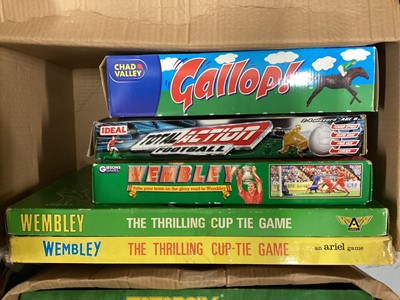 CHAD
VALLEY
Gallop!
IDEAL
TOTAL ACTION
FOOTBALL
WEMBLEY
Take your team on the glory road to Wembley!
WEMBLEY THE THRILLING CUP TIE GAME
WEMBLEY THE THRILLING CUP-TIE GAME an ariel game